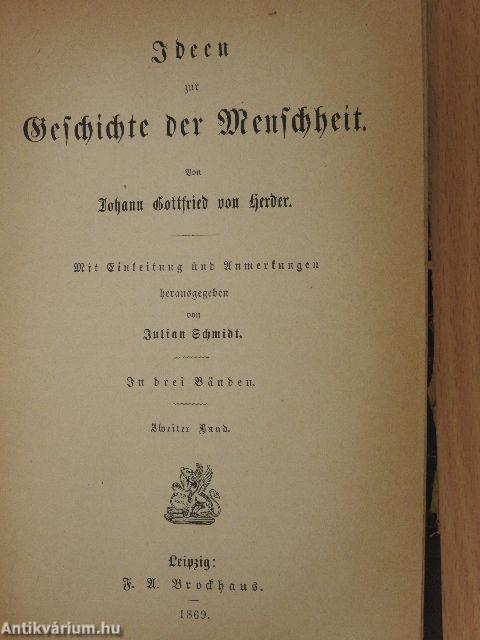 Ideen
zur
Geschichte der Menschheit.
Von
Johann Gottfried von Herder.
Mit Einleitung und Anmerkungen
herausgegeben
von
Julian Schmidt.
In drei Bänden.
Zweiter Band.
Leipzig:
F. A. Brockhaus.
1869.
Antikvárium.hu